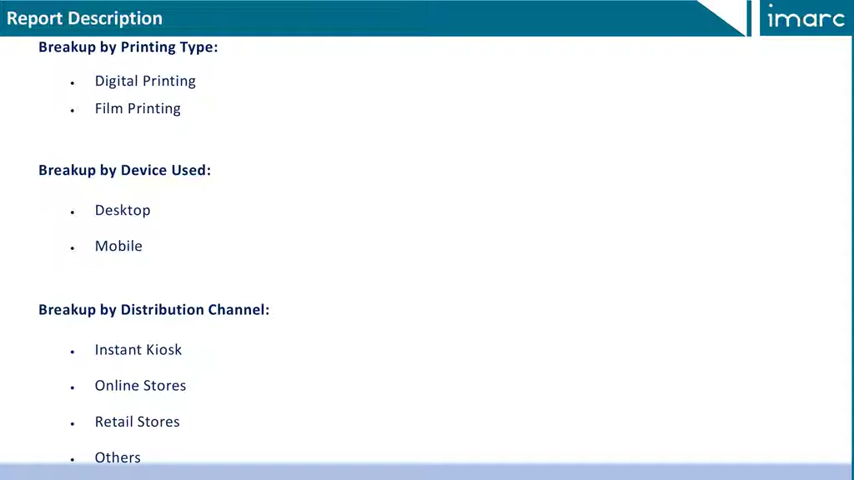 Report Description
imarc
Breakup by Printing Type:
• Digital Printing
• Film Printing
Breakup by Device Used:
• Desktop
• Mobile
Breakup by Distribution Channel:
• Instant Kiosk
• Online Stores
• Retail Stores
• Others